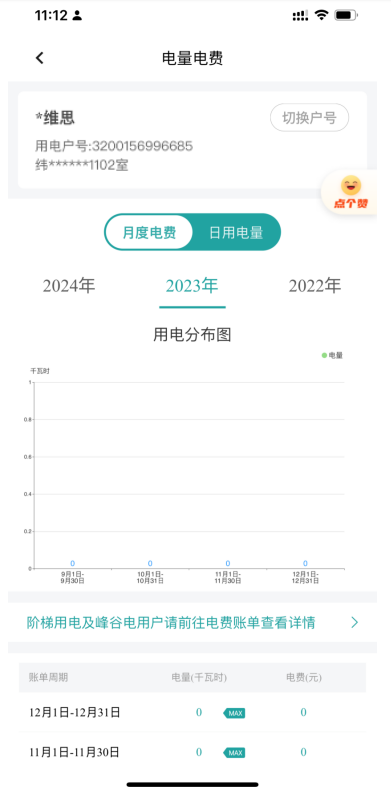 11:12
电量电费
*维思
切换户号
用电户号:3200156996685
纬******1102室
点个赞
月度电费 日用电量
2024年 2023年 2022年
用电分布图
电量
千瓦时
1
0.8
0.6
0.4
0.2
0
0 0 0 0
9月1日- 10月1日- 11月1日- 12月1日-
9月30日 10月31日 11月30日 12月31日
阶梯用电及峰谷电用户请前往电费账单查看详情
账单周期 电量(千瓦时) 电费(元)
12月1日-12月31日 0 MAX 0
11月1日-11月30日 0 MAX 0